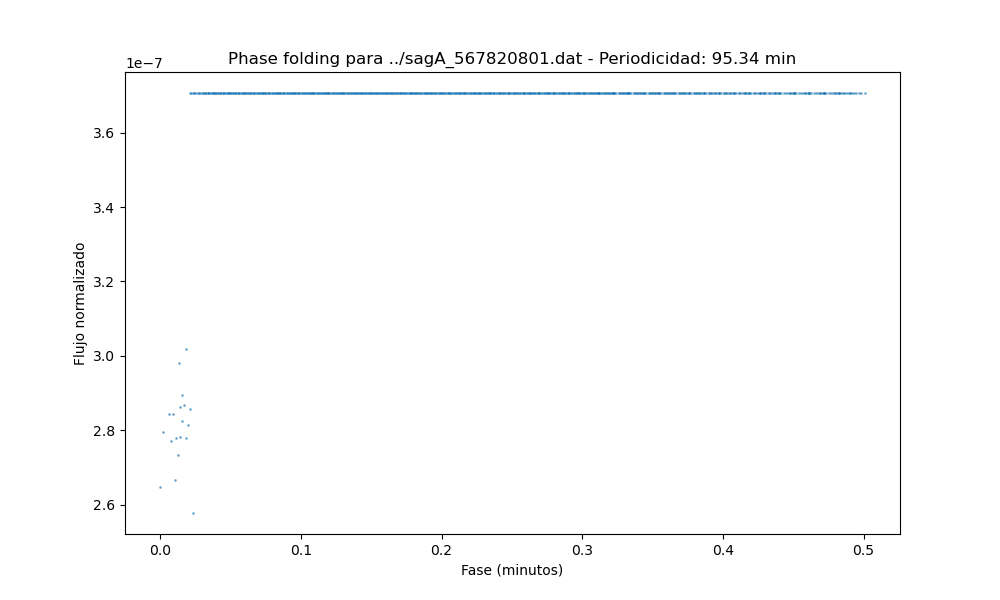 Phase folding para ../sagA_567820801.dat - Periodicidad: 95.34 min
1e−7
3.6
3.4
3.2
3.0
2.8
2.6
Flujo normalizado
0.0 0.1 0.2 0.3 0.4 0.5
Fase (minutos)